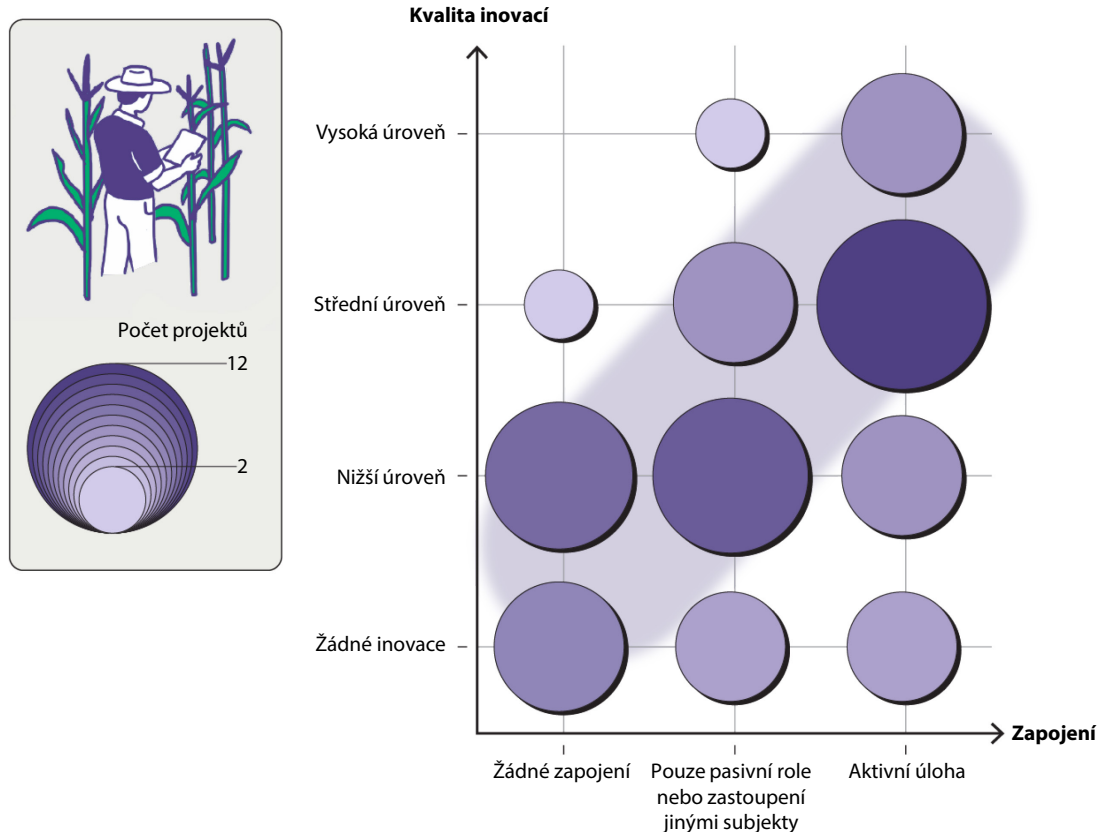 Kvalita inovací
Počet projektů
12
2
Vysoká úroveň
Střední úroveň
Nižší úroveň
Žádné inovace
Zapojení
Žádné zapojení
Pouze pasivní role
nebo zastoupení
jinými subjekty
Aktivní úloha